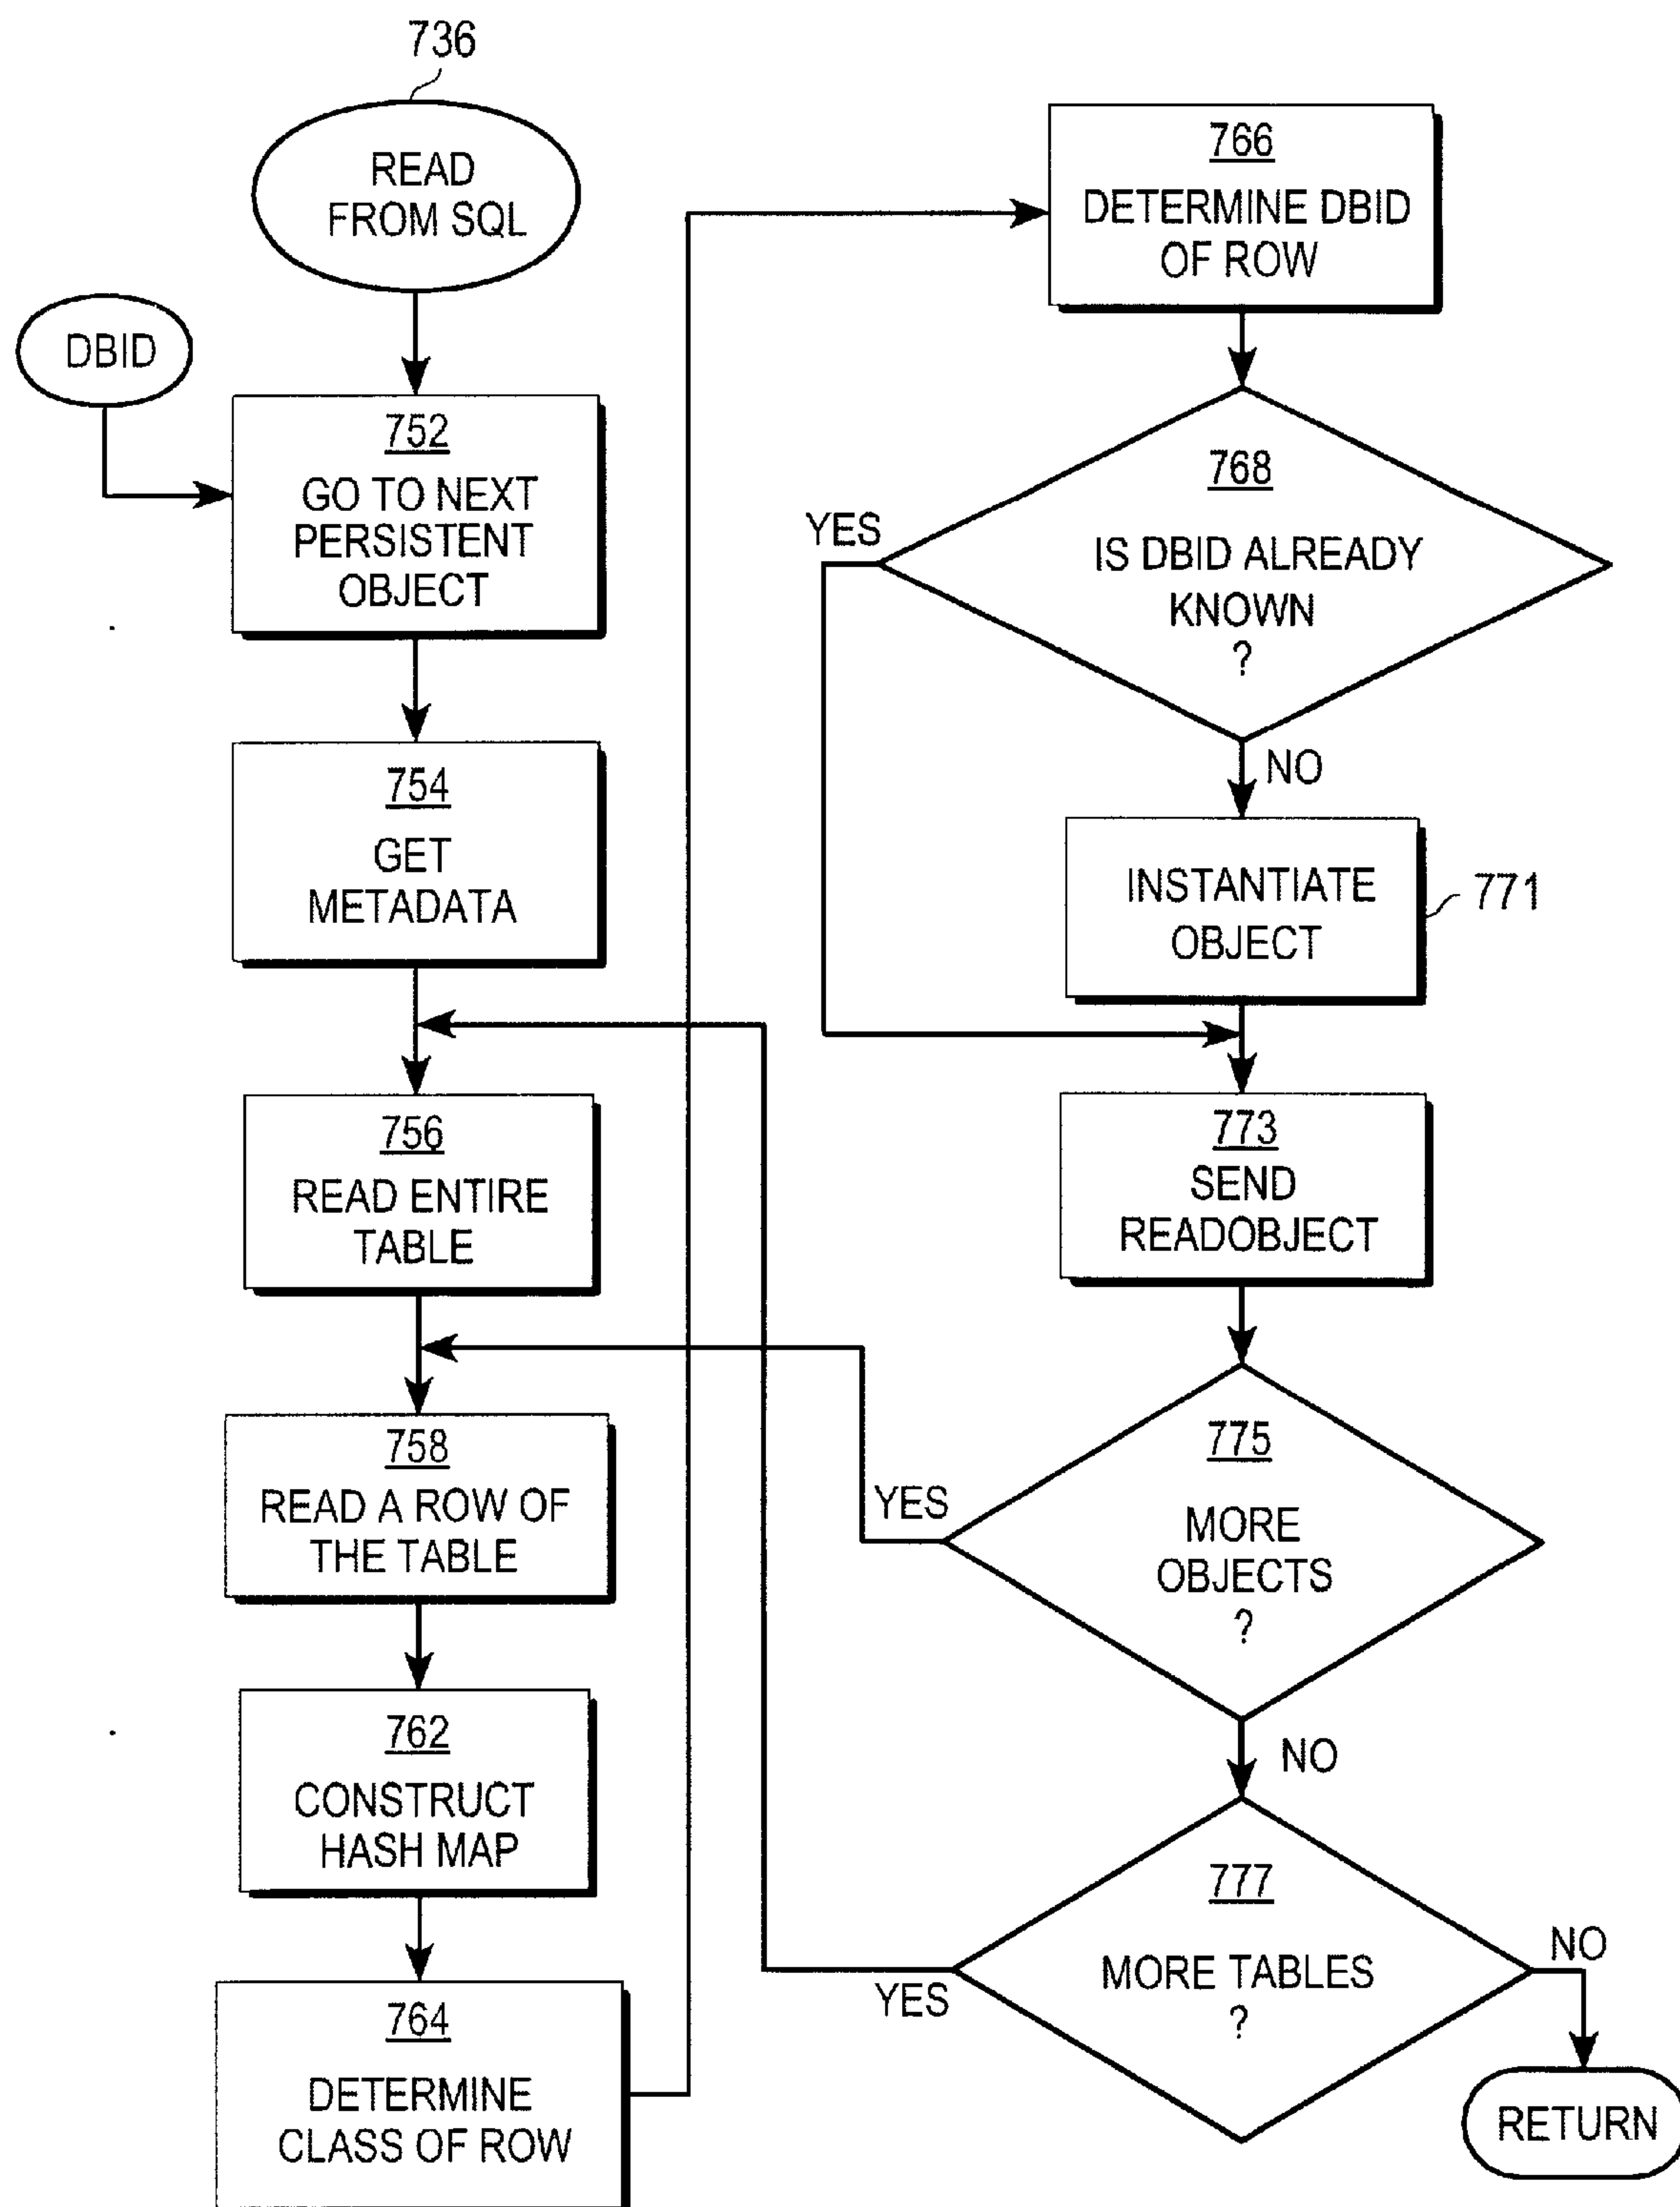 736
READ
FROM SQL
DBID
752
GO TO NEXT
PERSISTENT
OBJECT
754
GET
METADATA
756
READ ENTIRE
TABLE
758
READ A ROW OF
THE TABLE
762
CONSTRUCT
HASH MAP
764
DETERMINE
CLASS OF ROW
766
DETERMINE DBID
OF ROW
768
IS DBID ALREADY
KNOWN
?
YES
NO
INSTANTIATE
OBJECT
771
773
SEND
READOBJECT
775
MORE
OBJECTS
?
YES
NO
777
MORE TABLES
?
YES
NO
RETURN